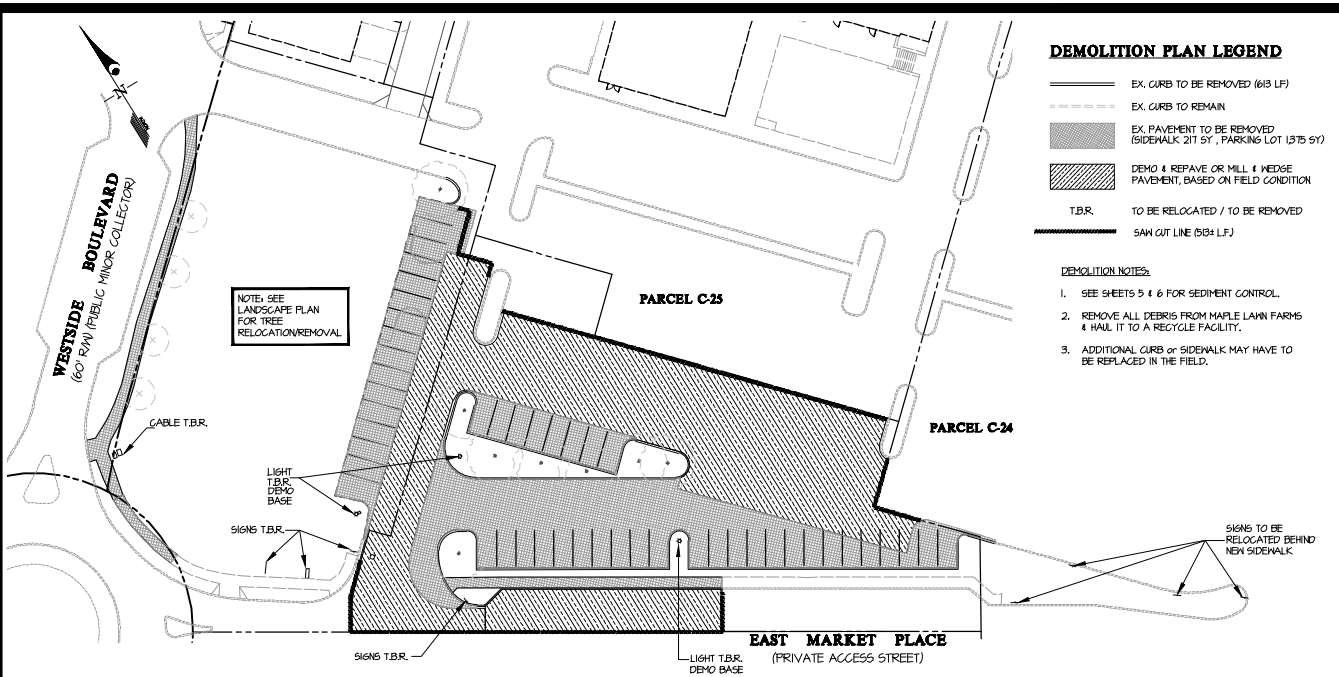 DEMOLITION PLAN LEGEND
EX. CURB TO BE REMOVED (613 LF)
EX. CURB TO REMAIN
EX. PAVEMENT TO BE REMOVED
(SIDEWALK 217 SY , PARKING LOT 1,375 SY)
DEMO & REPAVE OR MILL & WEDGE
PAVEMENT, BASED ON FIELD CONDITION
T.B.R. TO BE RELOCATED / TO BE REMOVED
SAW CUT LINE (513± L.F.)
DEMOLITION NOTES:
1. SEE SHEETS 5 & 6 FOR SEDIMENT CONTROL.
2. REMOVE ALL DEBRIS FROM MAPLE LAWN FARMS
& HAUL IT TO A RECYCLE FACILITY.
3. ADDITIONAL CURB or SIDEWALK MAY HAVE TO
BE REPLACED IN THE FIELD.
N
WESTSIDE BOULEVARD
(60' R/W) (PUBLIC MINOR COLLECTOR)
NOTE: SEE
LANDSCAPE PLAN
FOR TREE
RELOCATION/REMOVAL
PARCEL C-25
PARCEL C-24
CABLE T.B.R.
LIGHT
T.B.R.
DEMO
BASE
SIGNS T.B.R.
SIGNS TO BE
RELOCATED BEHIND
NEW SIDEWALK
SIGNS T.B.R.
LIGHT T.B.R.
DEMO BASE
EAST MARKET PLACE
(PRIVATE ACCESS STREET)